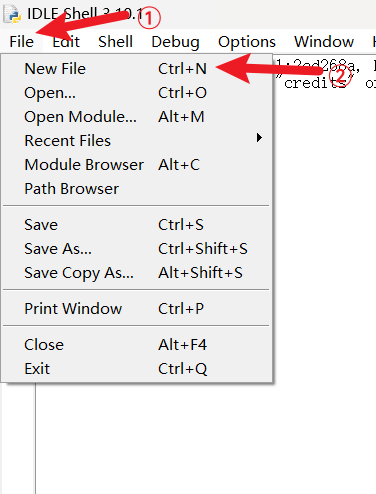 IDLE Shell 3.10.1
①
File Edit Shell Debug Options Window
New File Ctrl+N
②
Open... Ctrl+O
Open Module... Alt+M
Recent Files
Module Browser Alt+C
Path Browser
Save Ctrl+S
Save As... Ctrl+Shift+S
Save Copy As... Alt+Shift+S
Print Window Ctrl+P
Close Alt+F4
Exit Ctrl+Q
:2cd268a,
"credits" o